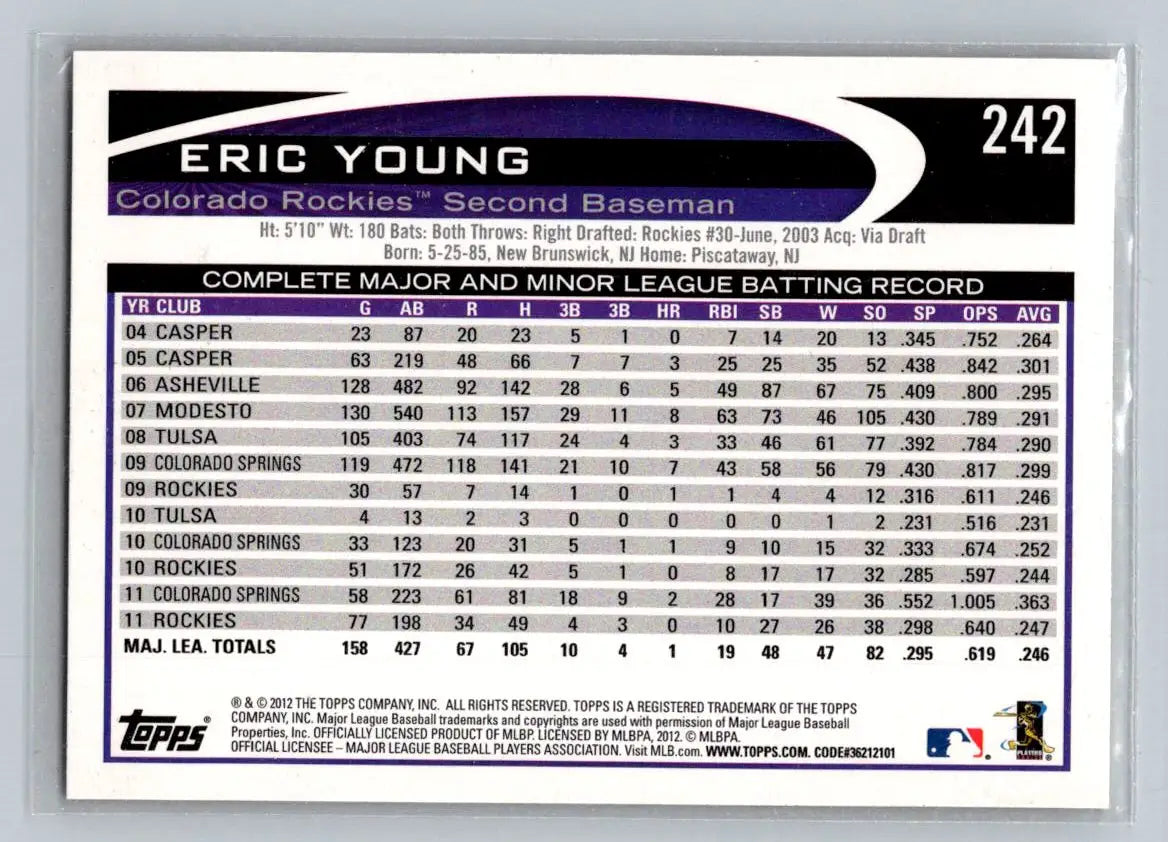 242
ERIC YOUNG
Colorado Rockies™ Second Baseman
Ht: 5'10" Wt: 180 Bats: Both Throws: Right Drafted: Rockies #30-June, 2003 Acq: Via Draft
Born: 5-25-85, New Brunswick, NJ Home: Piscataway, NJ
COMPLETE MAJOR AND MINOR LEAGUE BATTING RECORD
YR CLUB G AB R H 3B 3B HR RBI SB W SO SP OPS AVG
04 CASPER 23 87 20 23 5 1 0 7 14 20 13 .345 .752 .264
05 CASPER 63 219 48 66 7 7 3 25 25 35 52 .438 .842 .301
06 ASHEVILLE 128 482 92 142 28 6 5 49 87 67 75 .409 .800 .295
07 MODESTO 130 540 113 157 29 11 8 63 73 46 105 .430 .789 .291
08 TULSA 105 403 74 117 24 4 3 33 46 61 77 .392 .784 .290
09 COLORADO SPRINGS 119 472 118 141 21 10 7 43 58 56 79 .430 .817 .299
09 ROCKIES 30 57 7 14 1 0 1 1 4 4 12 .316 .611 .246
10 TULSA 4 13 2 3 0 0 0 0 0 1 2 .231 .516 .231
10 COLORADO SPRINGS 33 123 20 31 5 1 1 9 10 15 32 .333 .674 .252
10 ROCKIES 51 172 26 42 5 1 0 8 17 17 32 .285 .597 .244
11 COLORADO SPRINGS 58 223 61 81 18 9 2 28 17 39 36 .552 1.005 .363
11 ROCKIES 77 198 34 49 4 3 0 10 27 26 38 .298 .640 .247
MAJ. LEA. TOTALS 158 427 67 105 10 4 1 19 48 47 82 .295 .619 .246
Topps®
® & © 2012 THE TOPPS COMPANY, INC. ALL RIGHTS RESERVED. TOPPS IS A REGISTERED TRADEMARK OF THE TOPPS
COMPANY, INC. Major League Baseball trademarks and copyrights are used with permission of Major League Baseball
Properties, Inc. OFFICIALLY LICENSED PRODUCT OF MLBP. LICENSED BY MLBPA, 2012. © MLBPA.
OFFICIAL LICENSEE – MAJOR LEAGUE BASEBALL PLAYERS ASSOCIATION. Visit MLB.com. WWW.TOPPS.COM. CODE#36212101
PLAYERS